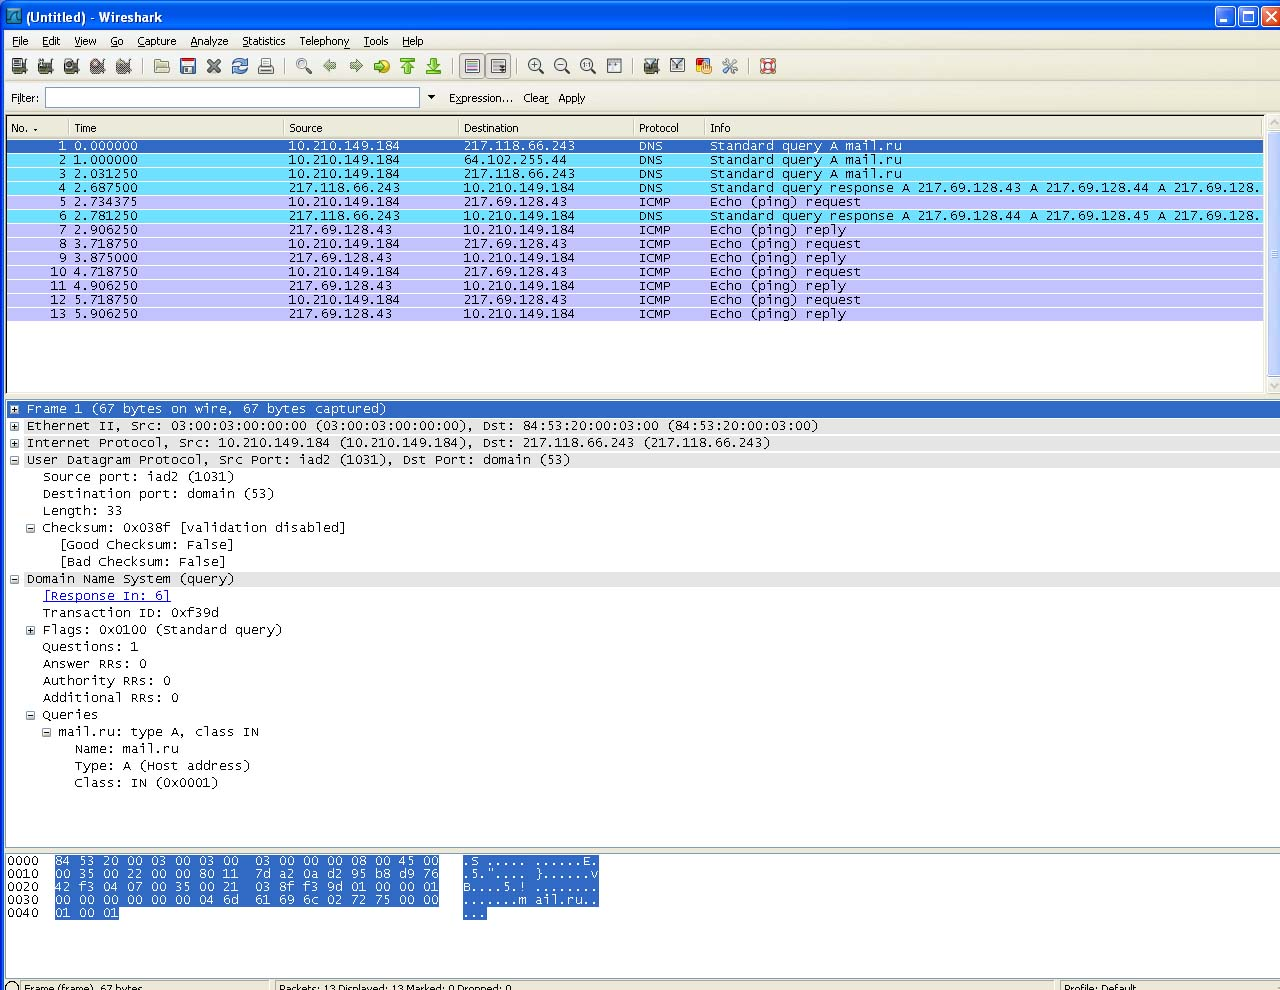 (Untitled) - Wireshark
File Edit View Go Capture Analyze Statistics Telephony Tools Help
Filter: Expression... Clear Apply
No. Time Source Destination Protocol Info
1 0.000000 10.210.149.184 217.118.66.243 DNS Standard query A mail.ru
2 1.000000 10.210.149.184 64.102.255.44 DNS Standard query A mail.ru
3 2.031250 10.210.149.184 217.118.66.243 DNS Standard query A mail.ru
4 2.687500 217.118.66.243 10.210.149.184 DNS Standard query response A 217.69.128.43 A 217.69.128.44 A 217.69.128.
5 2.734375 10.210.149.184 217.69.128.43 ICMP Echo (ping) request
6 2.781250 217.118.66.243 10.210.149.184 DNS Standard query response A 217.69.128.44 A 217.69.128.45 A 217.69.128.
7 2.906250 217.69.128.43 10.210.149.184 ICMP Echo (ping) reply
8 3.718750 10.210.149.184 217.69.128.43 ICMP Echo (ping) request
9 3.875000 217.69.128.43 10.210.149.184 ICMP Echo (ping) reply
10 4.718750 10.210.149.184 217.69.128.43 ICMP Echo (ping) request
11 4.906250 217.69.128.43 10.210.149.184 ICMP Echo (ping) reply
12 5.718750 10.210.149.184 217.69.128.43 ICMP Echo (ping) request
13 5.906250 217.69.128.43 10.210.149.184 ICMP Echo (ping) reply
Frame 1 (67 bytes on wire, 67 bytes captured)
Ethernet II, Src: 03:00:03:00:00:00 (03:00:03:00:00:00), Dst: 84:53:20:00:03:00 (84:53:20:00:03:00)
Internet Protocol, Src: 10.210.149.184 (10.210.149.184), Dst: 217.118.66.243 (217.118.66.243)
User Datagram Protocol, Src Port: iad2 (1031), Dst Port: domain (53)
Source port: iad2 (1031)
Destination port: domain (53)
Length: 33
Checksum: 0x038f [validation disabled]
[Good Checksum: False]
[Bad Checksum: False]
Domain Name System (query)
[Response In: 6]
Transaction ID: 0xf39d
Flags: 0x0100 (Standard query)
Questions: 1
Answer RRs: 0
Authority RRs: 0
Additional RRs: 0
Queries
mail.ru: type A, class IN
Name: mail.ru
Type: A (Host address)
Class: IN (0x0001)
0000 84 53 20 00 03 00 03 00 03 00 00 00 08 00 45 00 .S ..... ......E.
0010 00 35 00 22 00 00 80 11 7d a2 0a d2 95 b8 d9 76 .5.".... }......v
0020 42 f3 04 07 00 35 00 21 03 8f f3 9d 01 00 00 01 B....5.! ........
0030 00 00 00 00 00 00 04 6d 61 69 6c 02 72 75 00 00 .......m ail.ru..
0040 01 00 01 ...
Frame (frame), 67 bytes Packets: 13 Displayed: 13 Marked: 0 Dropped: 0 Profile: Default